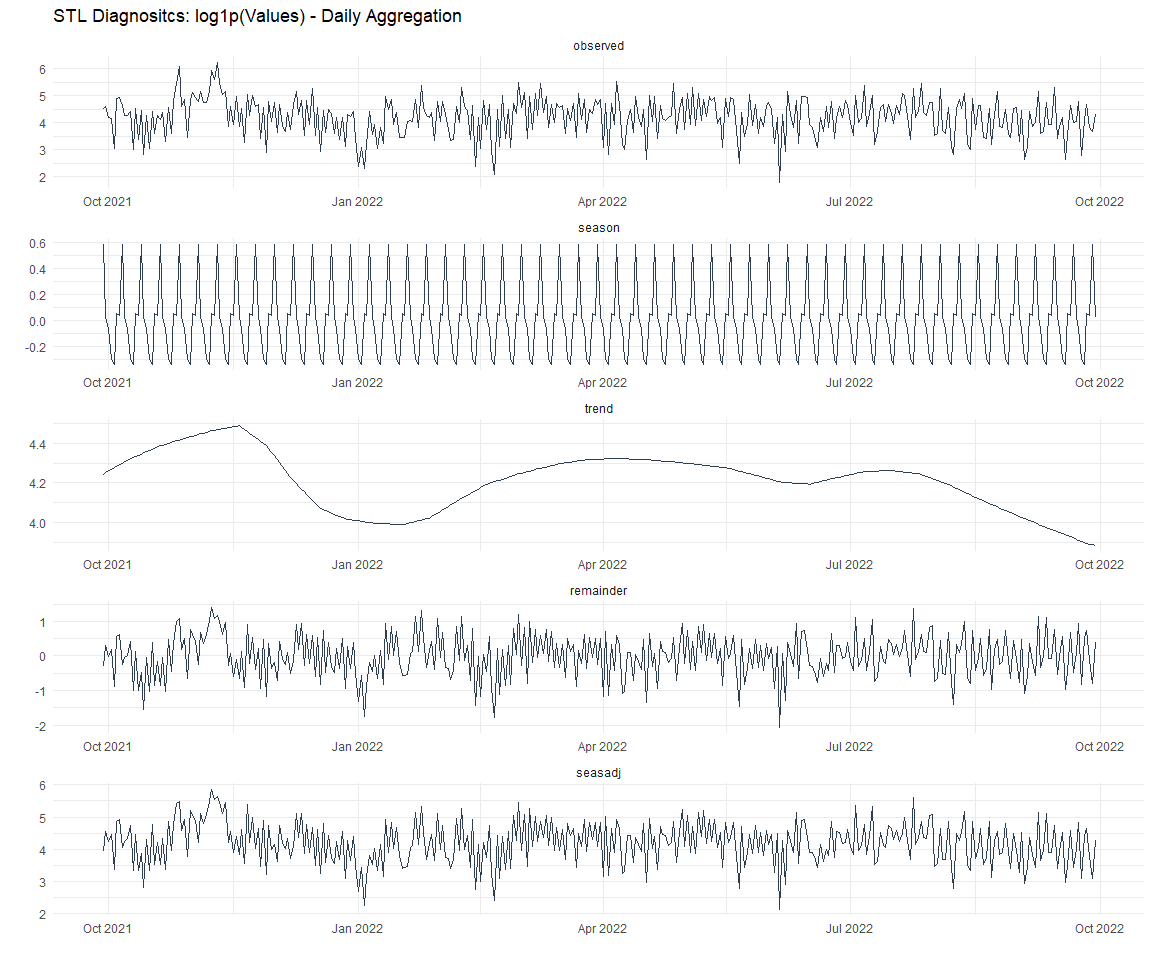 STL Diagnositcs: log1p(Values) - Daily Aggregation
observed
6
5
4
3
2
Oct 2021 Jan 2022 Apr 2022 Jul 2022 Oct 2022
season
0.6
0.4
0.2
0.0
-0.2
Oct 2021 Jan 2022 Apr 2022 Jul 2022 Oct 2022
trend
4.4
4.2
4.0
Oct 2021 Jan 2022 Apr 2022 Jul 2022 Oct 2022
remainder
1
0
-1
-2
Oct 2021 Jan 2022 Apr 2022 Jul 2022 Oct 2022
seasadj
6
5
4
3
2
Oct 2021 Jan 2022 Apr 2022 Jul 2022 Oct 2022